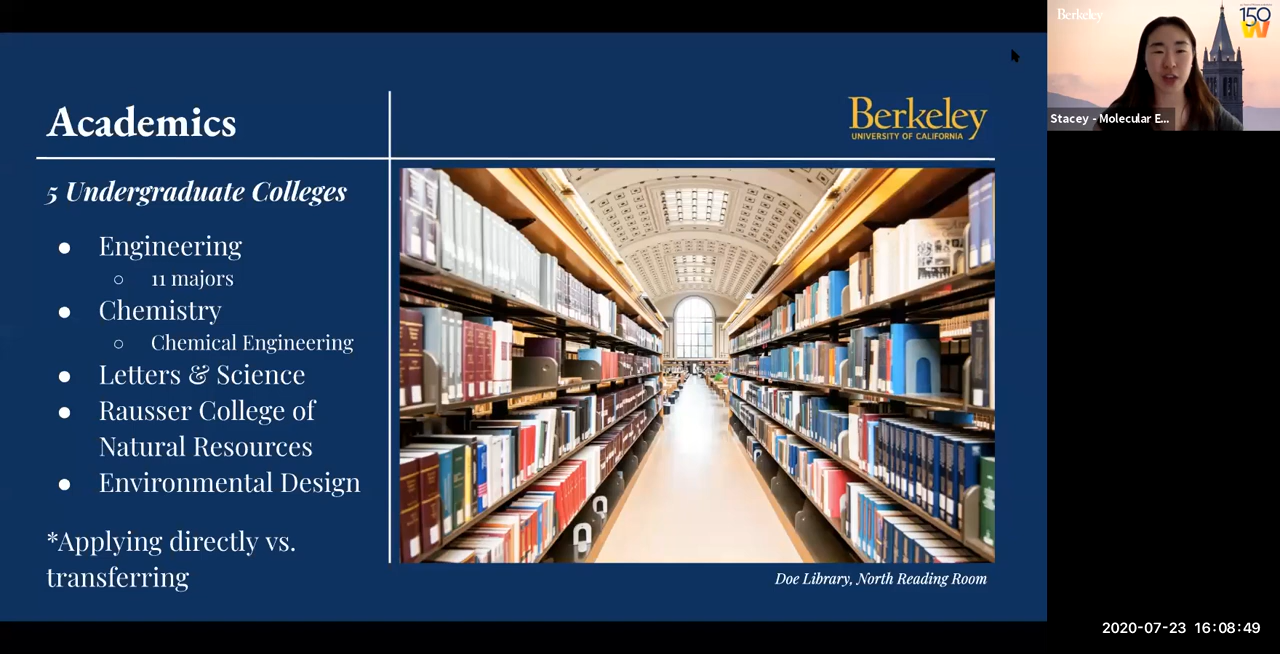 Academics
Berkeley
UNIVERSITY OF CALIFORNIA
5 Undergraduate Colleges
● Engineering
○ 11 majors
● Chemistry
○ Chemical Engineering
● Letters & Science
● Rausser College of
Natural Resources
● Environmental Design
*Applying directly vs.
transferring
Doe Library, North Reading Room
Berkeley
150
W
Stacey - Molecular E...
2020-07-23 16:08:49